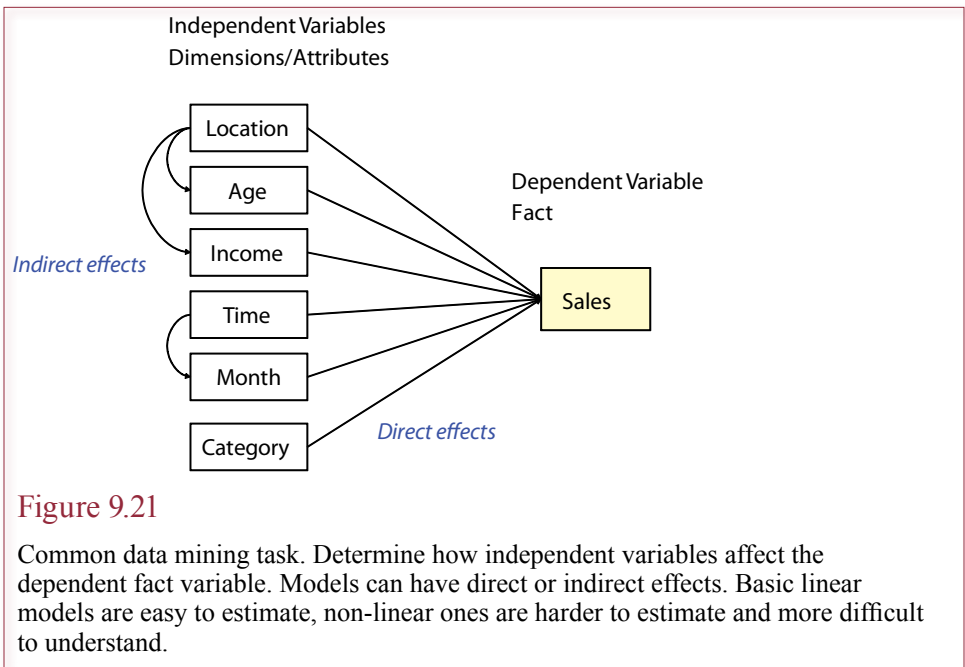 Independent Variables
Dimensions/Attributes
Location
Age
Dependent Variable
Fact
Income
Indirect effects
Sales
Time
Month
Direct effects
Category
Figure 9.21
Common data mining task. Determine how independent variables affect the
dependent fact variable. Models can have direct or indirect effects. Basic linear
models are easy to estimate, non-linear ones are harder to estimate and more difficult
to understand.